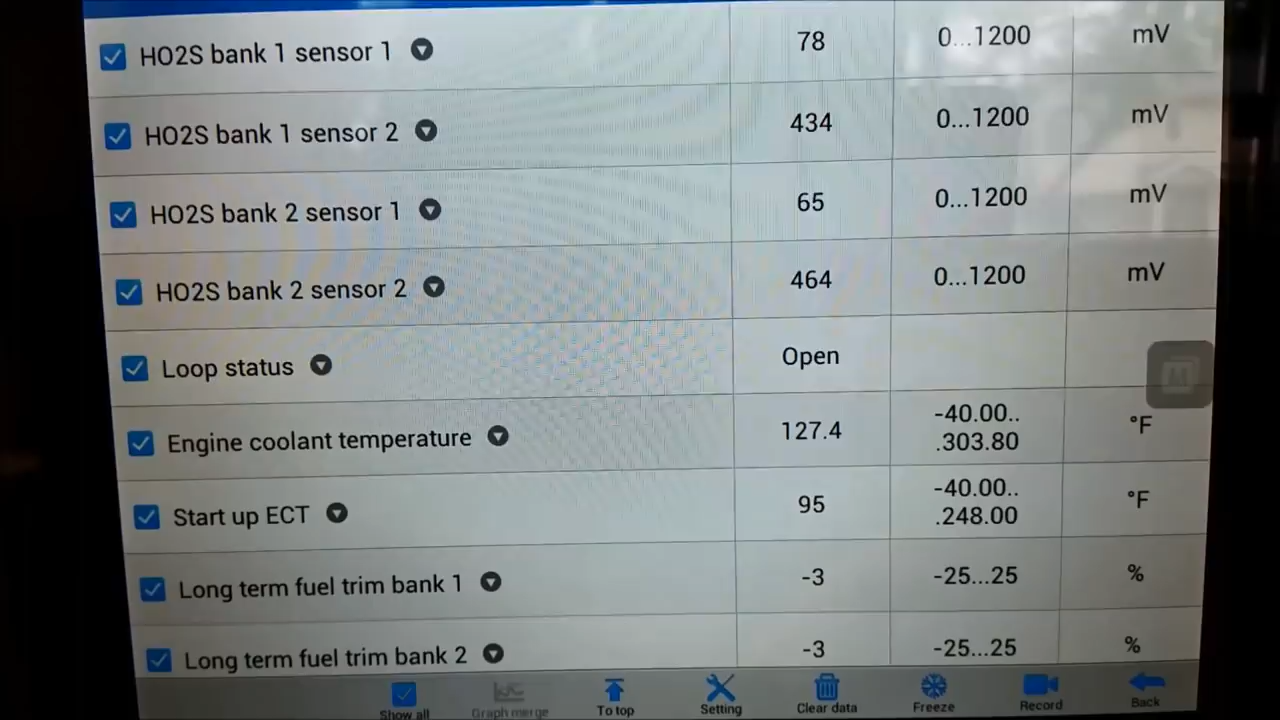 HO2S bank 1 sensor 1 78 0...1200 mV
HO2S bank 1 sensor 2 434 0...1200 mV
HO2S bank 2 sensor 1 65 0...1200 mV
HO2S bank 2 sensor 2 464 0...1200 mV
Loop status Open
Engine coolant temperature 127.4 -40.00.. .303.80 °F
Start up ECT 95 -40.00.. .248.00 °F
Long term fuel trim bank 1 -3 -25...25 %
Long term fuel trim bank 2 -3 -25...25 %
Show all Graph merge To top Setting Clear data Freeze Record Back